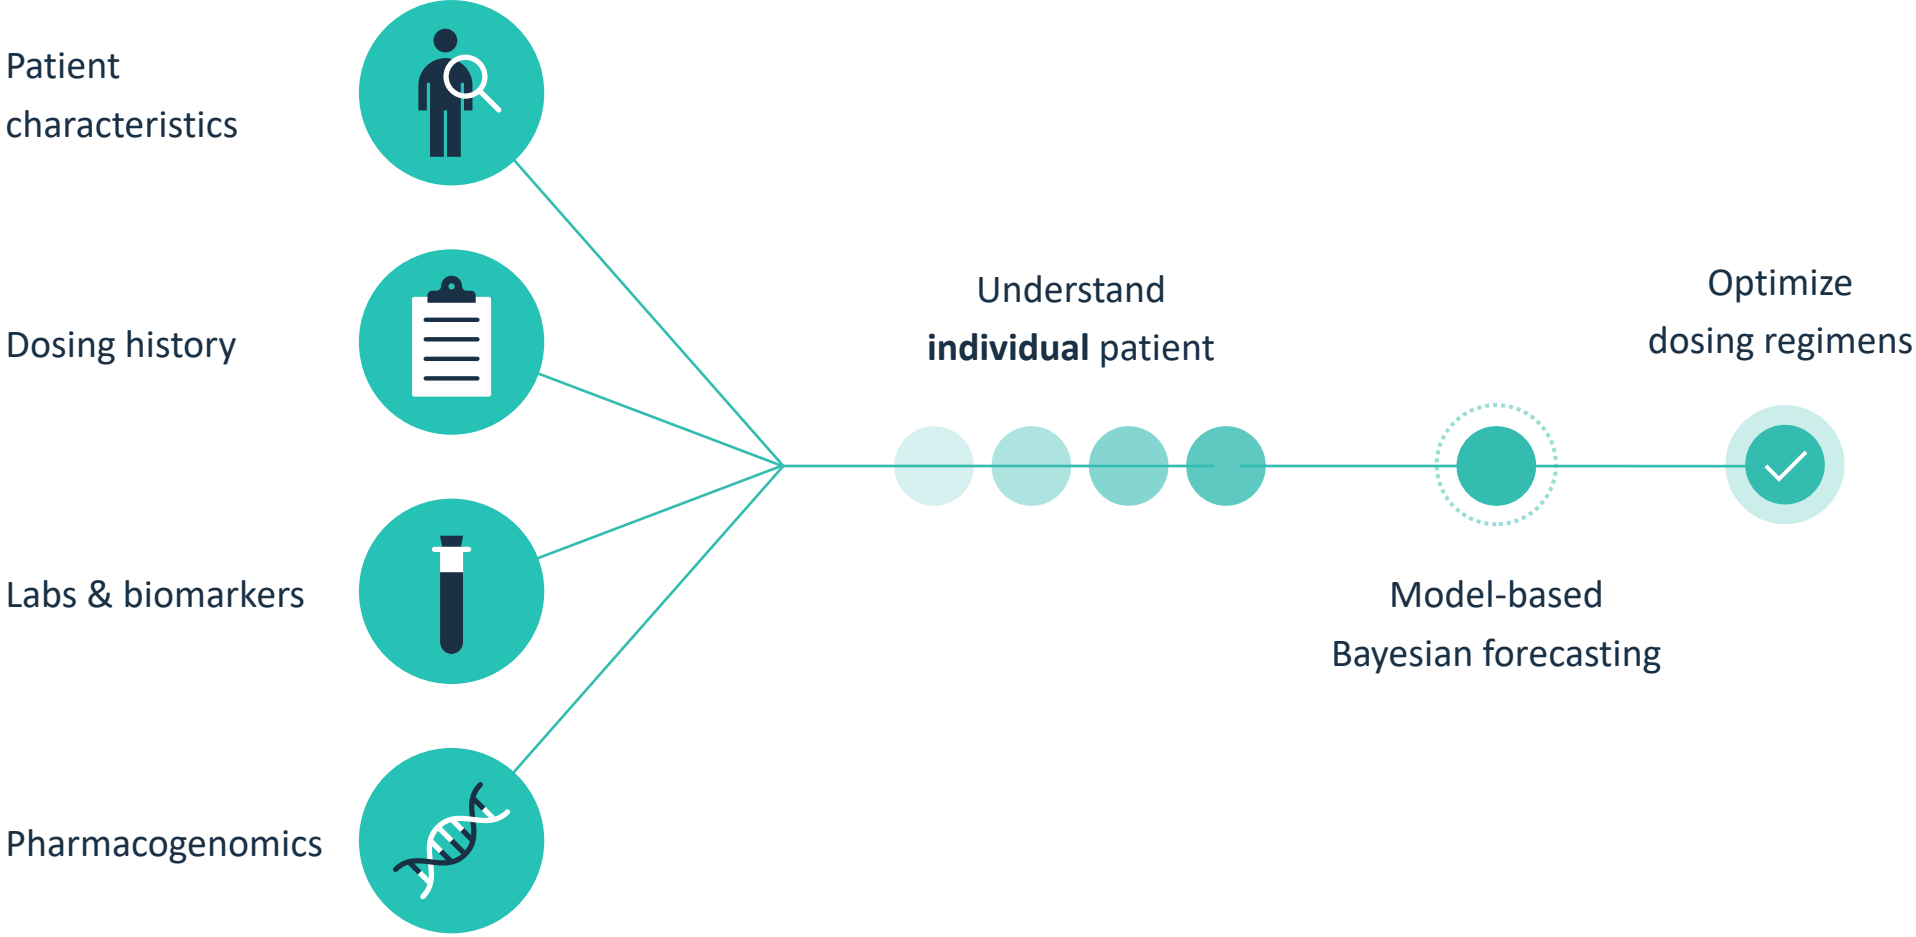 Patient
characteristics
Dosing history
Labs & biomarkers
Pharmacogenomics
Understand
individual patient
Model-based
Bayesian forecasting
Optimize
dosing regimens